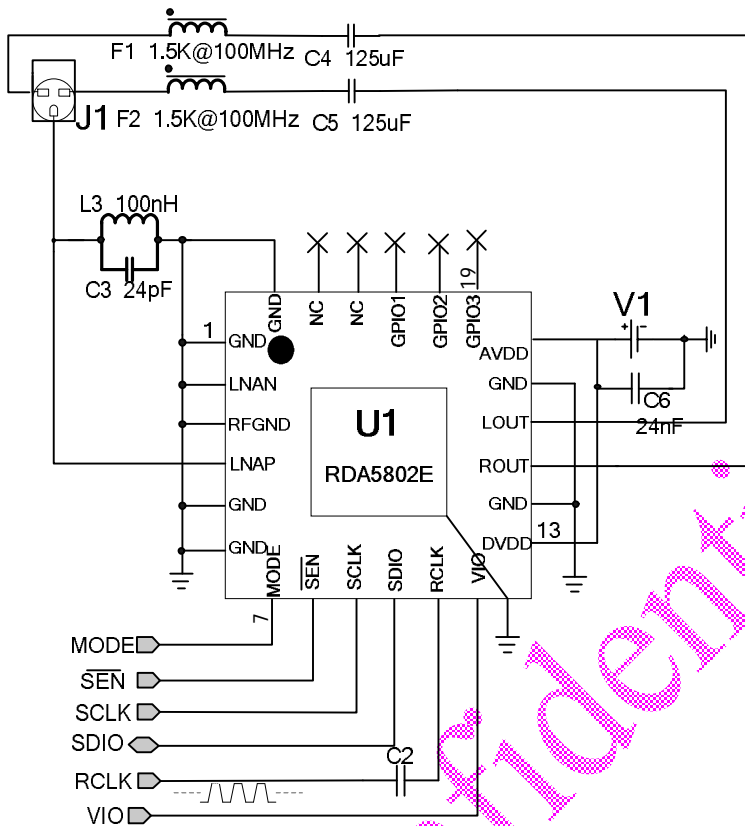 F1 1.5K@100MHz C4 125uF
J1 F2 1.5K@100MHz C5 125uF
L3 100nH
C3 24pF
GND
NC
NC
GPIO1
GPIO2
GPIO3
19
V1
+ -
1
GND
AVDD
LNAN
GND
C6
24nF
RFGND
U1
LOUT
LNAP
RDA5802E
ROUT
GND
GND
GND
DVDD
13
MODE
SEN
SCLK
SDIO
RCLK
VIO
7
MODE
SEN
SCLK
SDIO
C2
RCLK
VIO
fidenti